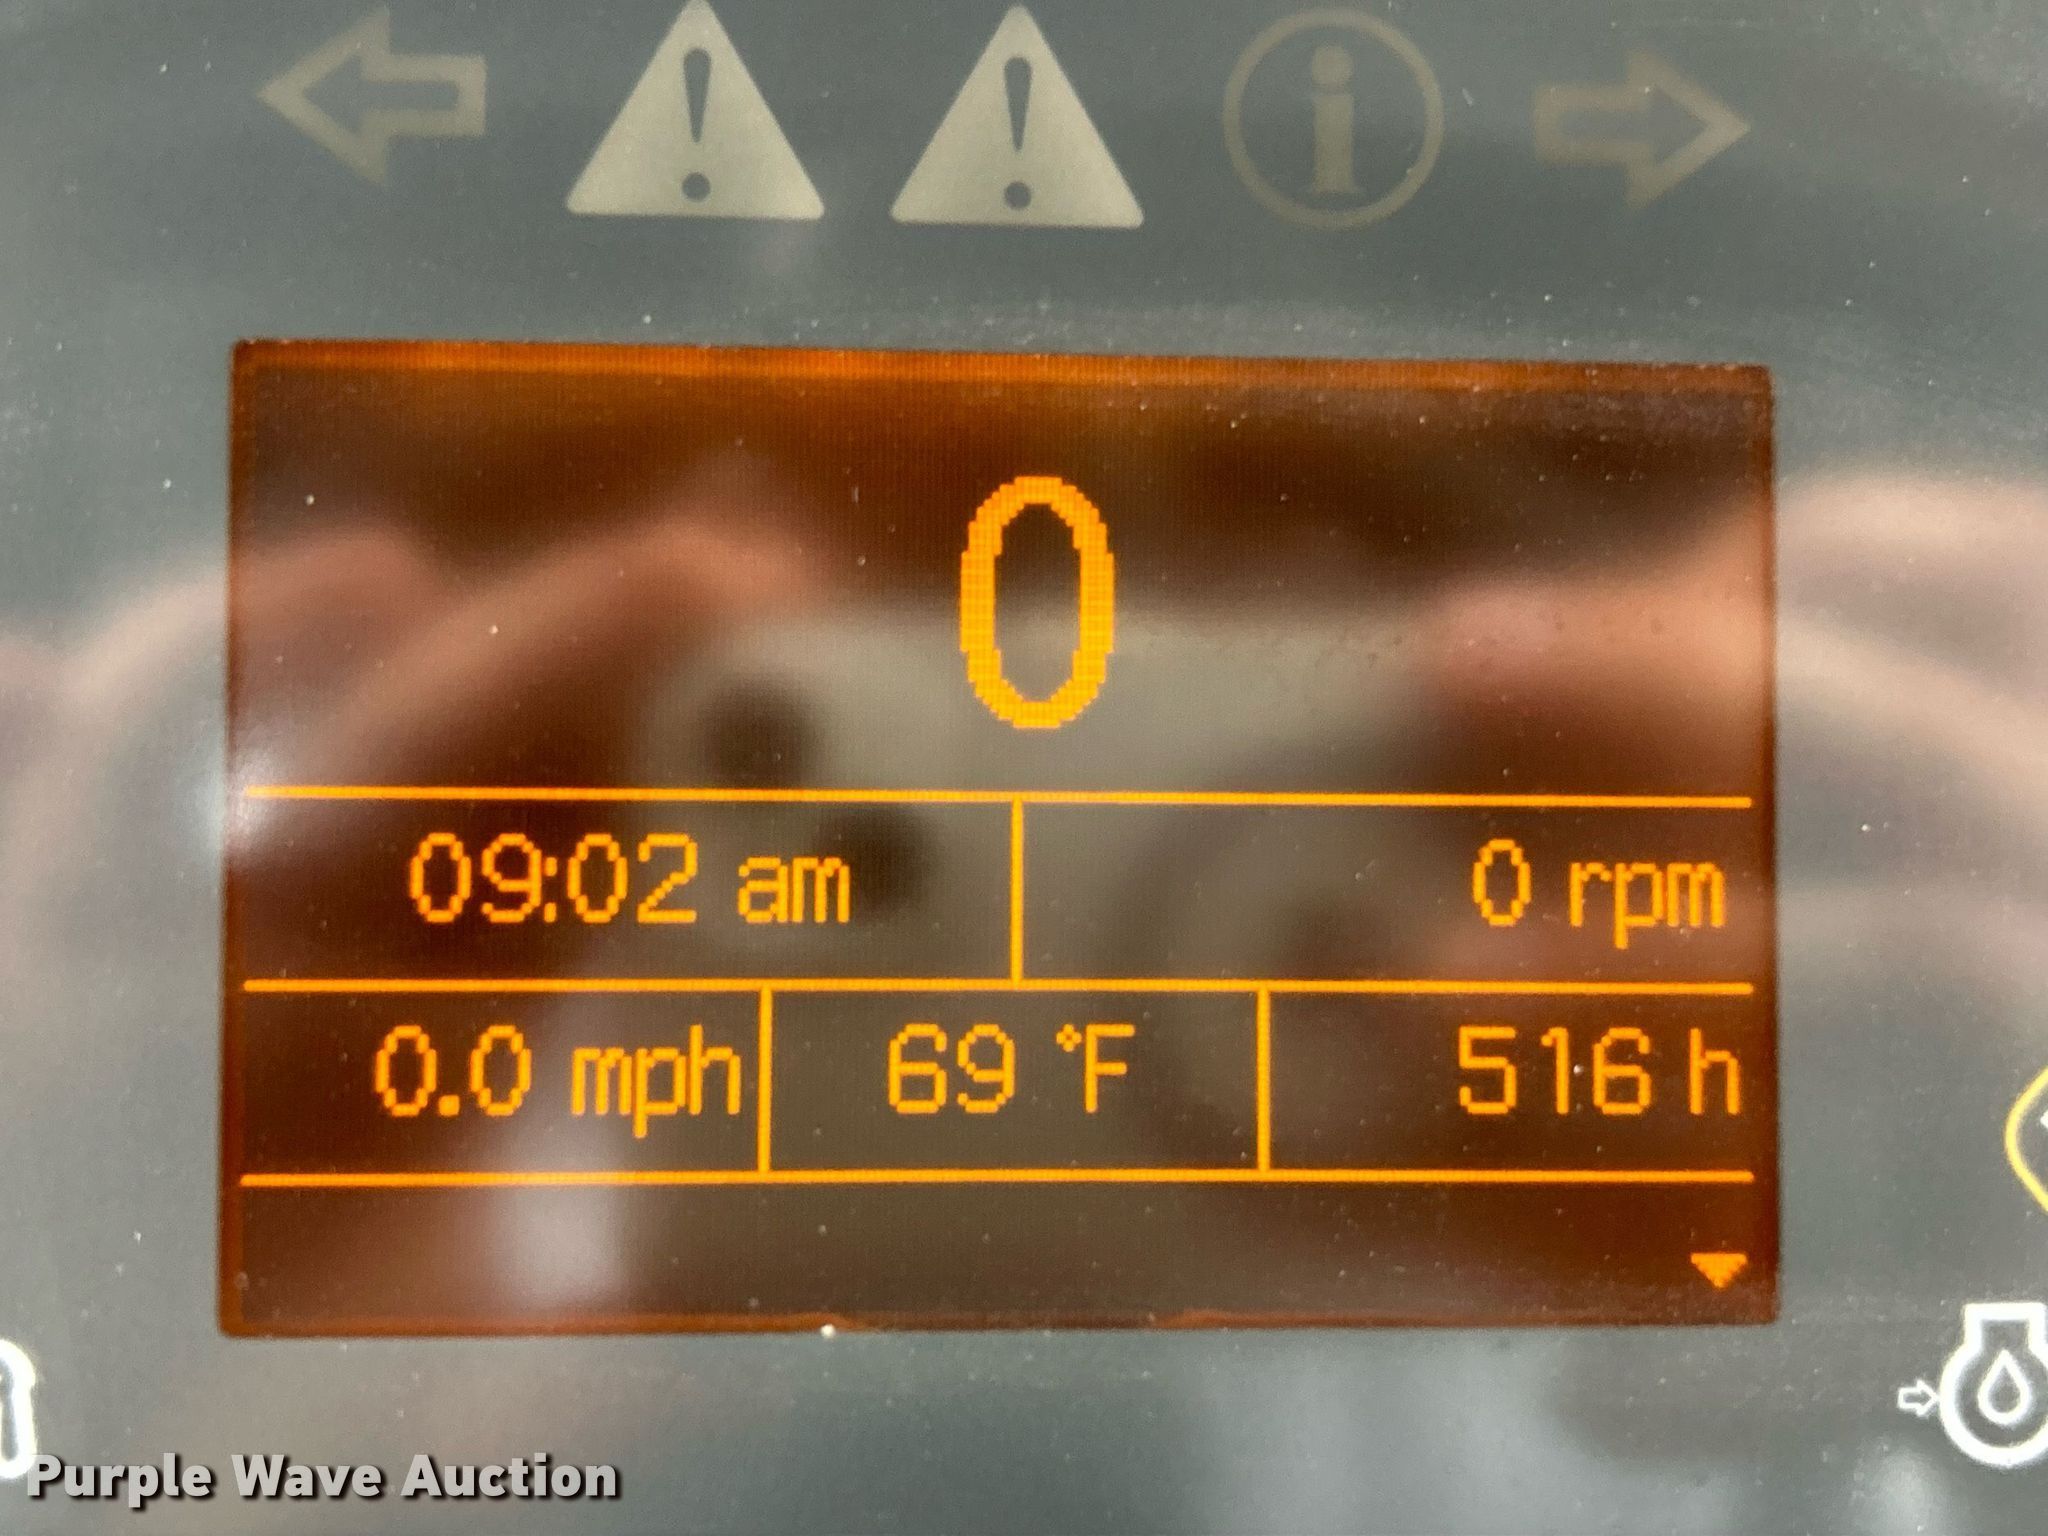 0
09:02 am 0 rpm
0.0 mph 69 °F 516 h
Purple Wave Auction